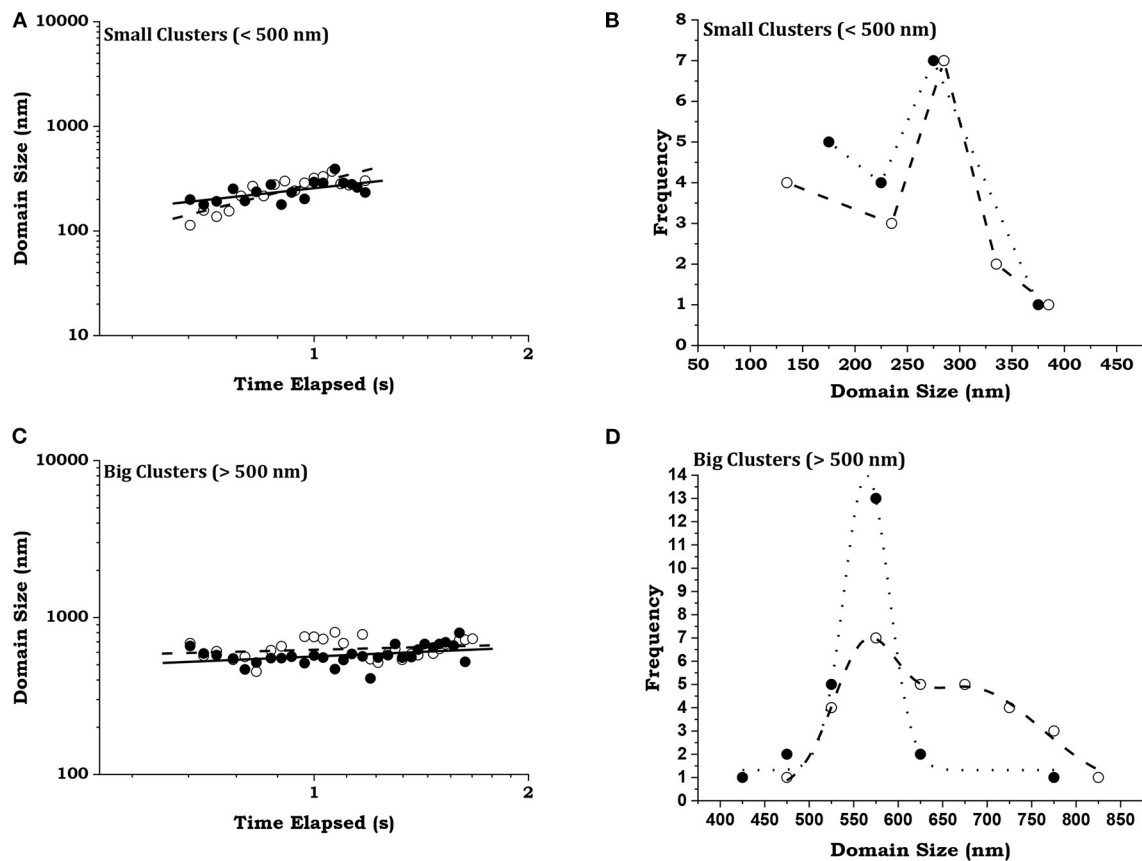 A
Small Clusters (< 500 nm)
10000
1000
100
10
Domain Size (nm)
1 2
Time Elapsed (s)
B
Small Clusters (< 500 nm)
8
7
6
5
4
3
2
1
0
Frequency
50 100 150 200 250 300 350 400 450
Domain Size (nm)
C
Big Clusters (> 500 nm)
10000
1000
100
Domain Size (nm)
1 2
Time Elapsed (s)
D
Big Clusters (> 500 nm)
14
13
12
11
10
9
8
7
6
5
4
3
2
1
0
Frequency
400 450 500 550 600 650 700 750 800 850
Domain Size (nm)